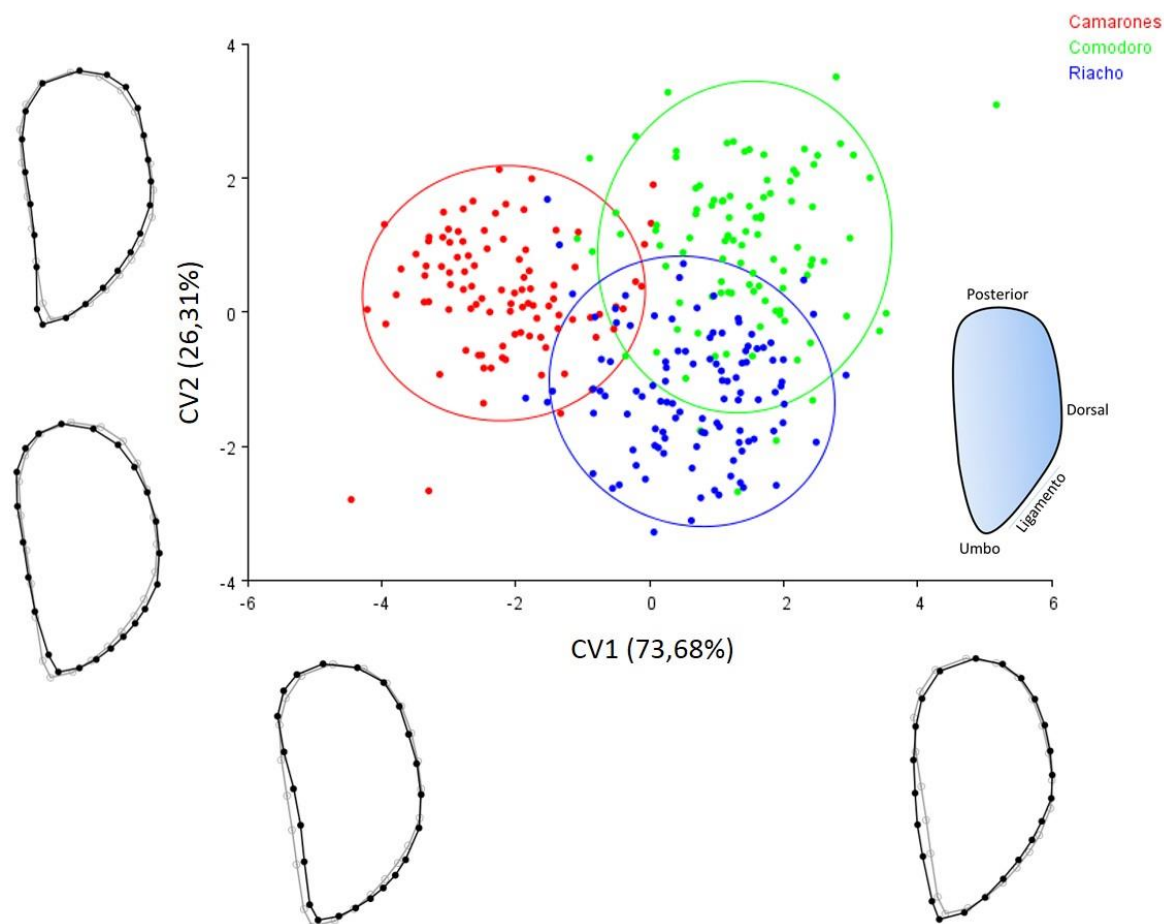 Camarones
Comodoro
Riacho
4
2
0
-2
-4
CV2 (26,31%)
-6
-4
-2
0
2
4
6
CV1 (73,68%)
Posterior
Dorsal
Ligamento
Umbo